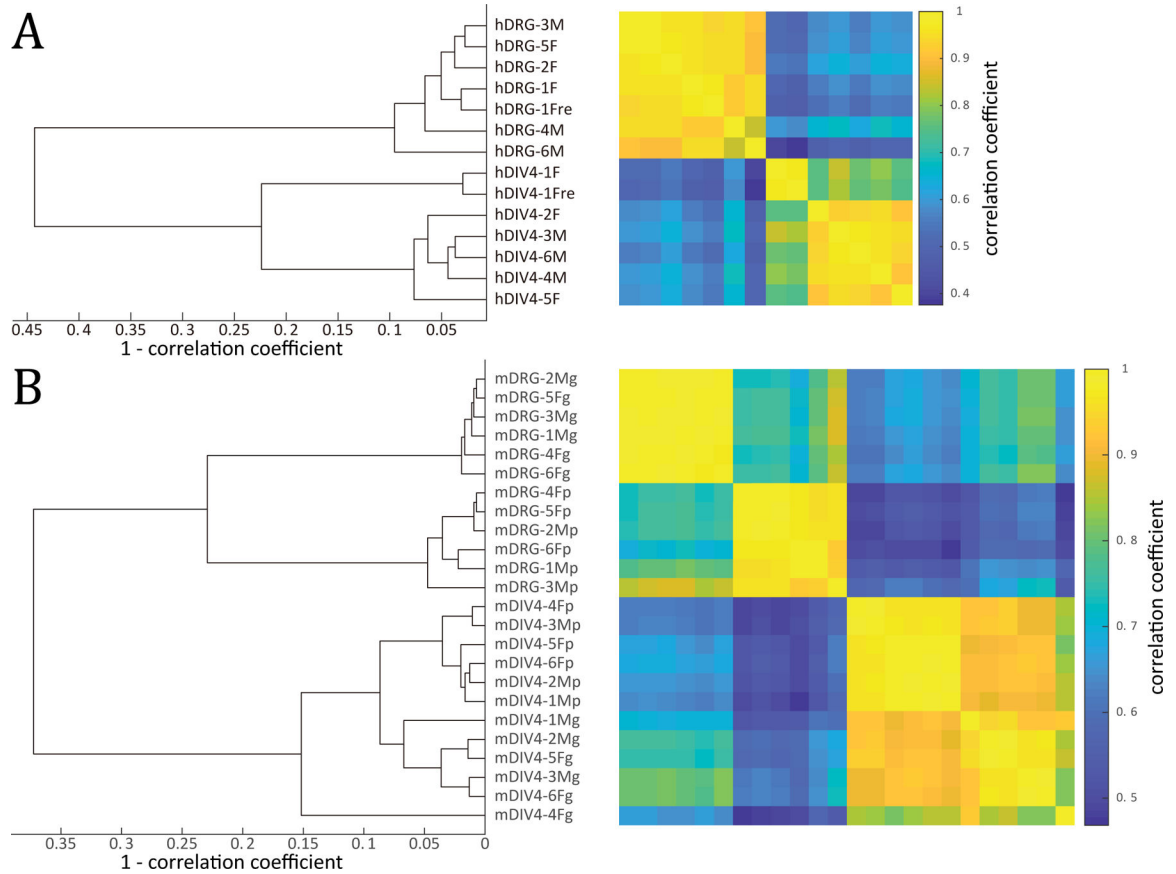 A
hDRG-3M
hDRG-5F
hDRG-2F
hDRG-1F
hDRG-1Fre
hDRG-4M
hDRG-6M
hDIV4-1F
hDIV4-1Fre
hDIV4-2F
hDIV4-3M
hDIV4-6M
hDIV4-4M
hDIV4-5F
0.45 0.4 0.35 0.3 0.25 0.2 0.15 0.1 0.05
1 - correlation coefficient
1
0.9
0.8
0.7
0.6
0.5
0.4
correlation coefficient
B
mDRG-2Mg
mDRG-5Fg
mDRG-3Mg
mDRG-1Mg
mDRG-4Fg
mDRG-6Fg
mDRG-4Fp
mDRG-5Fp
mDRG-2Mp
mDRG-6Fp
mDRG-1Mp
mDRG-3Mp
mDIV4-4Fp
mDIV4-3Mp
mDIV4-5Fp
mDIV4-6Fp
mDIV4-2Mp
mDIV4-1Mp
mDIV4-1Mg
mDIV4-2Mg
mDIV4-5Fg
mDIV4-3Mg
mDIV4-6Fg
mDIV4-4Fg
0.35 0.3 0.25 0.2 0.15 0.1 0.05 0
1 - correlation coefficient
1
0.9
0.8
0.7
0.6
0.5
correlation coefficient